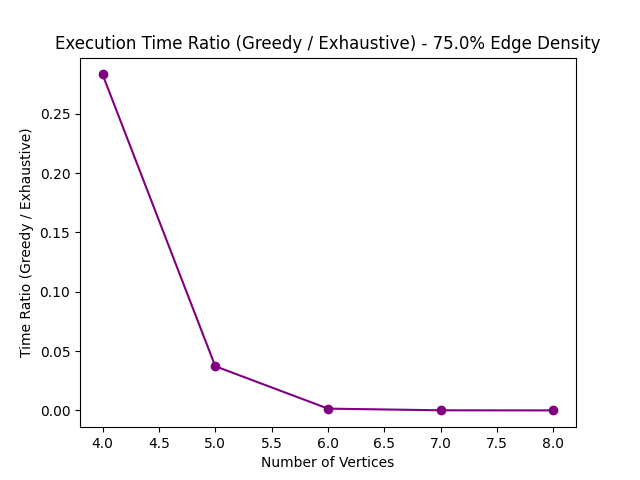 Execution Time Ratio (Greedy / Exhaustive) - 75.0% Edge Density
Time Ratio (Greedy / Exhaustive)
0.25
0.20
0.15
0.10
0.05
0.00
4.0 4.5 5.0 5.5 6.0 6.5 7.0 7.5 8.0
Number of Vertices